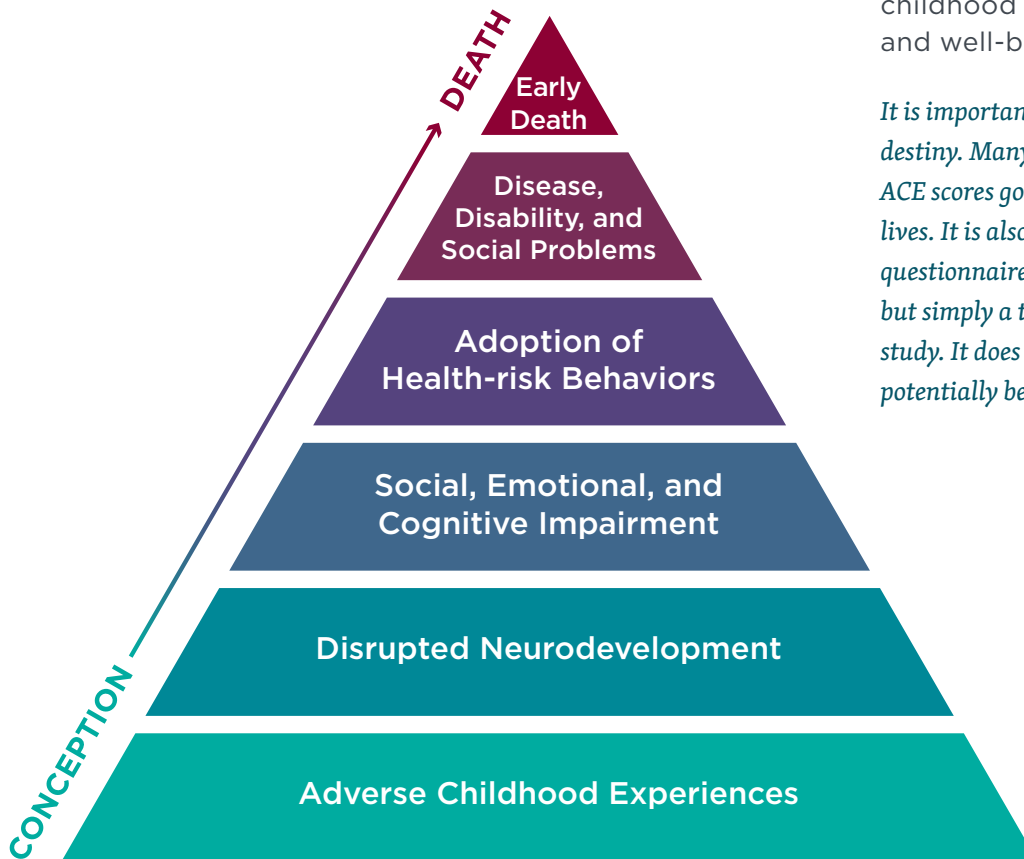 childhood
and well-b
It is importan
destiny. Many
ACE scores go
lives. It is also
questionnaire
but simply a t
study. It does
potentially be
DEATH
Early
Death
Disease,
Disability, and
Social Problems
Adoption of
Health-risk Behaviors
Social, Emotional, and
Cognitive Impairment
Disrupted Neurodevelopment
Adverse Childhood Experiences
CONCEPTION